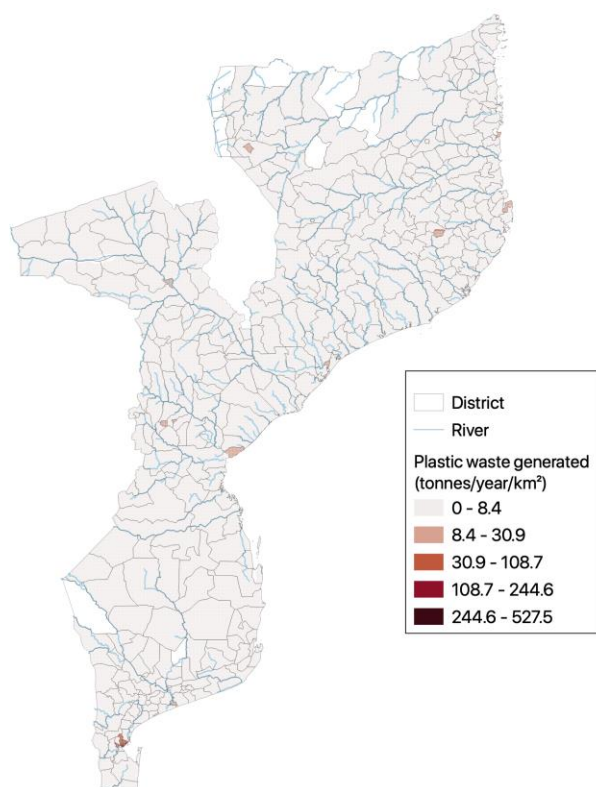 District
River
Plastic waste generated
(tonnes/year/km²)
0 - 8.4
8.4 - 30.9
30.9 - 108.7
108.7 - 244.6
244.6 - 527.5